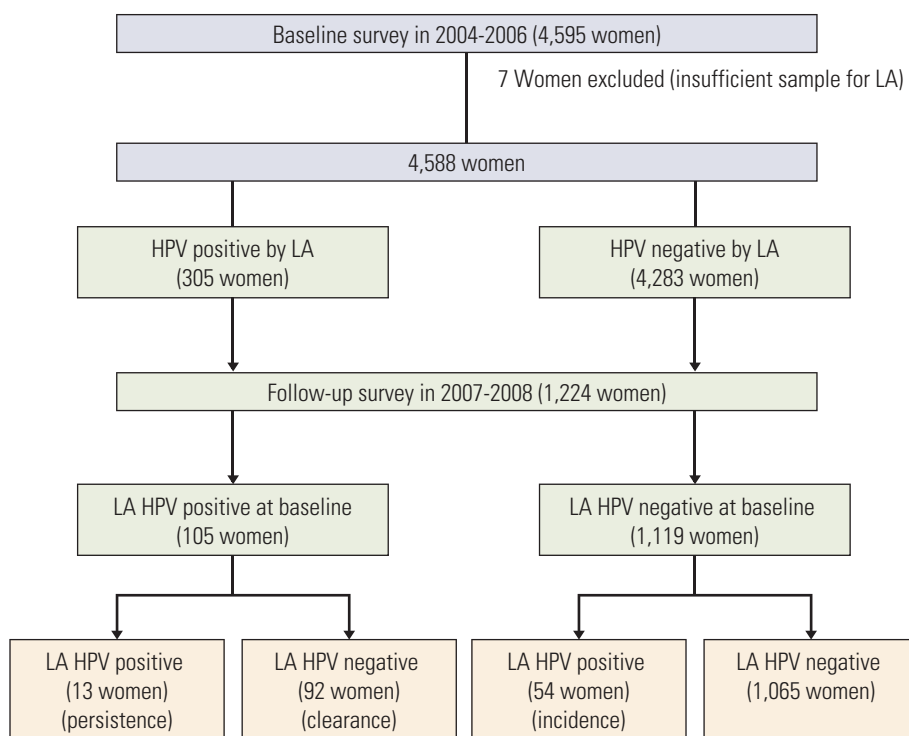 Baseline survey in 2004-2006 (4,595 women)
7 Women excluded (insufficient sample for LA)
4,588 women
HPV positive by LA
(305 women)
HPV negative by LA
(4,283 women)
Follow-up survey in 2007-2008 (1,224 women)
LA HPV positive at baseline
(105 women)
LA HPV negative at baseline
(1,119 women)
LA HPV positive
(13 women)
(persistence)
LA HPV negative
(92 women)
(clearance)
LA HPV positive
(54 women)
(incidence)
LA HPV negative
(1,065 women)